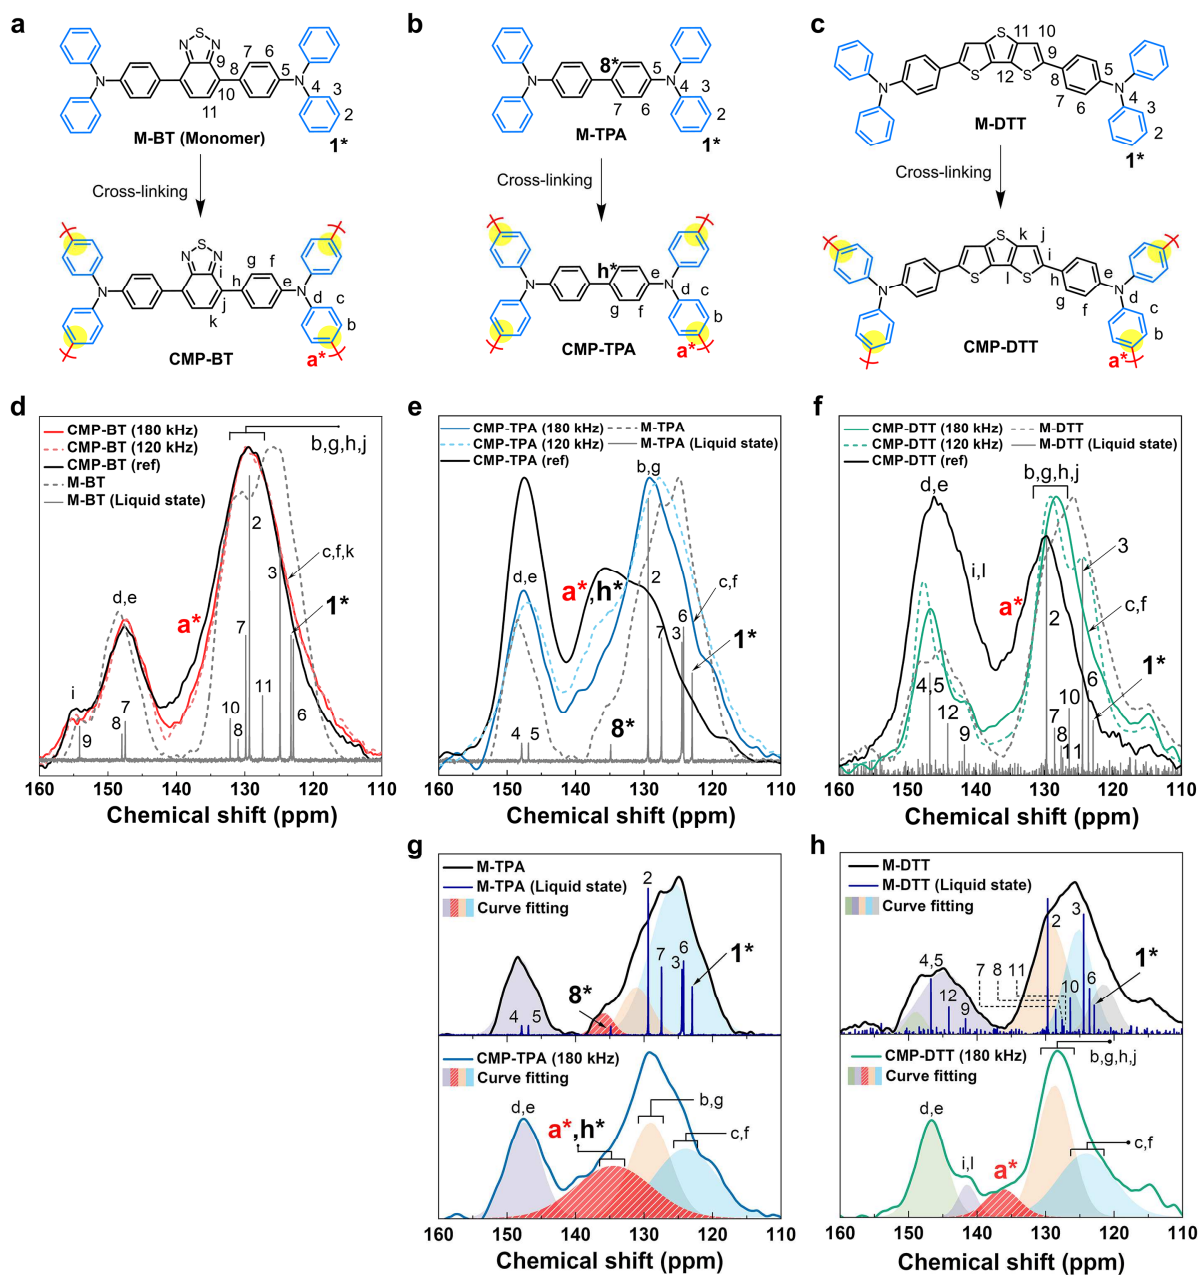 a
b
c
S
N
N
9
7
6
8
5
N
4
3
2
10
11
N
M-BT (Monomer)
1*
Cross-linking
S
N
N
i
g
f
h
e
N
d
c
b
j
k
N
CMP-BT
a*
8*
5
N
4
3
2
7
6
N
M-TPA
1*
Cross-linking
h*
e
N
d
c
b
g
f
N
CMP-TPA
a*
S
11
10
9
5
N
4
3
2
S
S
12
8
7
6
N
M-DTT
1*
Cross-linking
S
k
j
i
e
N
d
c
b
S
S
l
h
g
f
N
CMP-DTT
a*
d
CMP-BT (180 kHz)
CMP-BT (120 kHz)
CMP-BT (ref)
M-BT
M-BT (Liquid state)
b,g,h,j
d,e
a*
2
c,f,k
3
1*
i
9
7
8
7
10
8
11
6
160 150 140 130 120 110
Chemical shift (ppm)
e
CMP-TPA (180 kHz)
CMP-TPA (120 kHz)
CMP-TPA (ref)
M-TPA
M-TPA (Liquid state)
b,g
d,e
a*,h*
c,f
2
6
7
3
1*
8*
4
5
160 150 140 130 120 110
Chemical shift (ppm)
f
CMP-DTT (180 kHz)
CMP-DTT (120 kHz)
CMP-DTT (ref)
M-DTT
M-DTT (Liquid state)
b,g,h,j
d,e
i,l
a*
3
c,f
2
1*
4,5
12
9
6
10
7
8
11
160 150 140 130 120 110
Chemical shift (ppm)
g
M-TPA
M-TPA (Liquid state)
Curve fitting
2
7
6
3
1*
8*
4
5
CMP-TPA (180 kHz)
Curve fitting
b,g
d,e
a*,h*
c,f
160 150 140 130 120 110
Chemical shift (ppm)
h
M-DTT
M-DTT (Liquid state)
Curve fitting
2
3
4,5
7
8
11
10
1*
6
12
9
CMP-DTT (180 kHz)
Curve fitting
b,g,h,j
d,e
i,l
a*
c,f
160 150 140 130 120 110
Chemical shift (ppm)